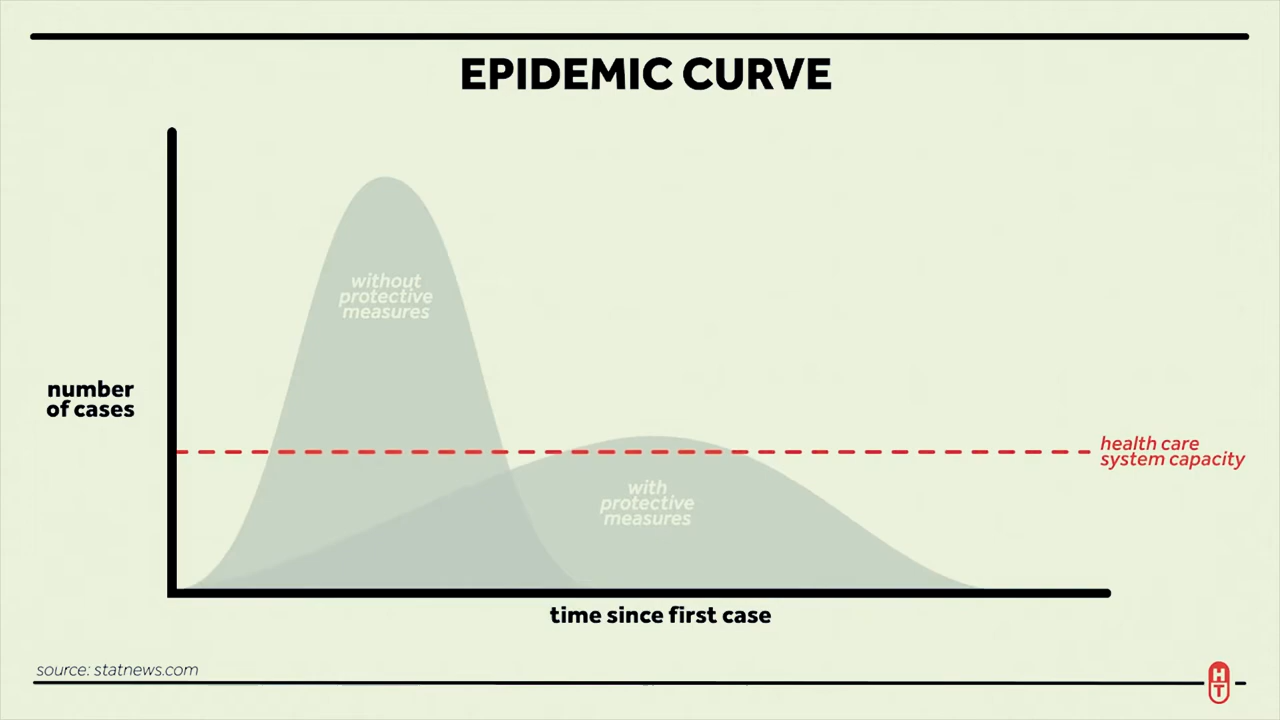 EPIDEMIC CURVE
without
protective
measures
number
of cases
health care
system capacity
with
protective
measures
time since first case
source: statnews.com
H
T